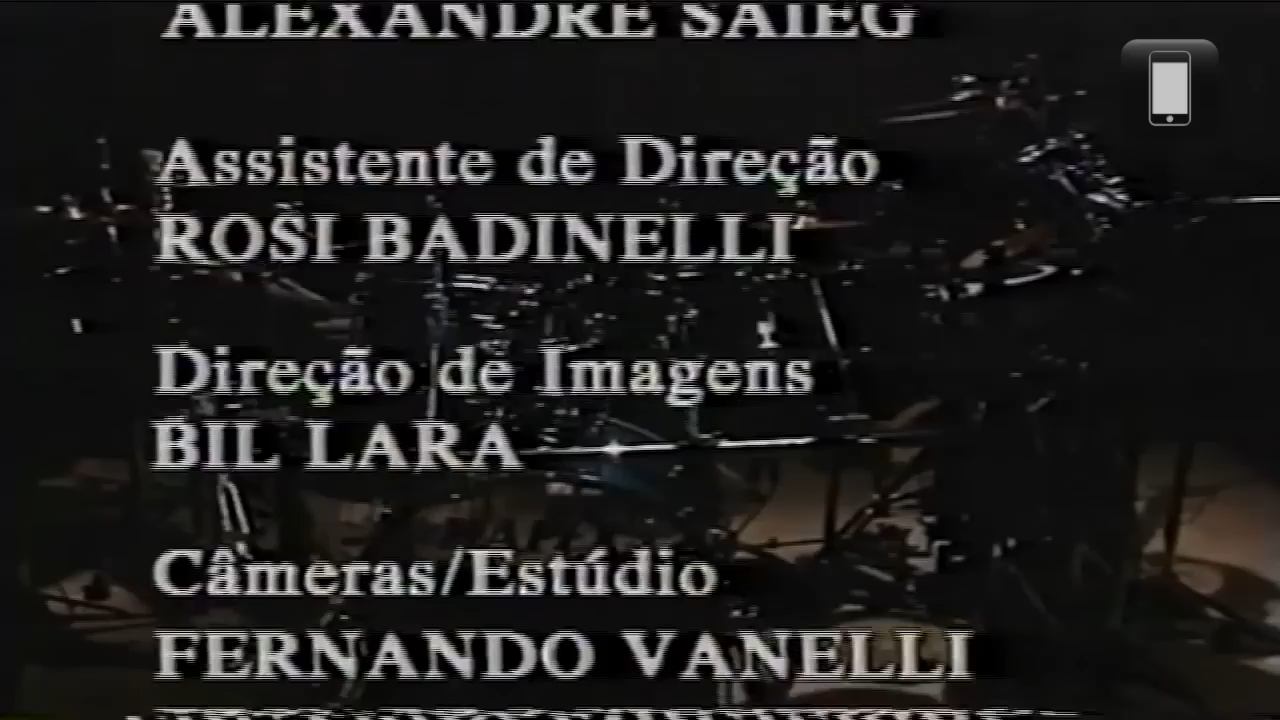 ALEXANDRE SAIEG
Assistente de Direção
ROSI BADINELLI
Direção de Imagens
BIL LARA
Câmeras/Estúdio
FERNANDO VANELLI